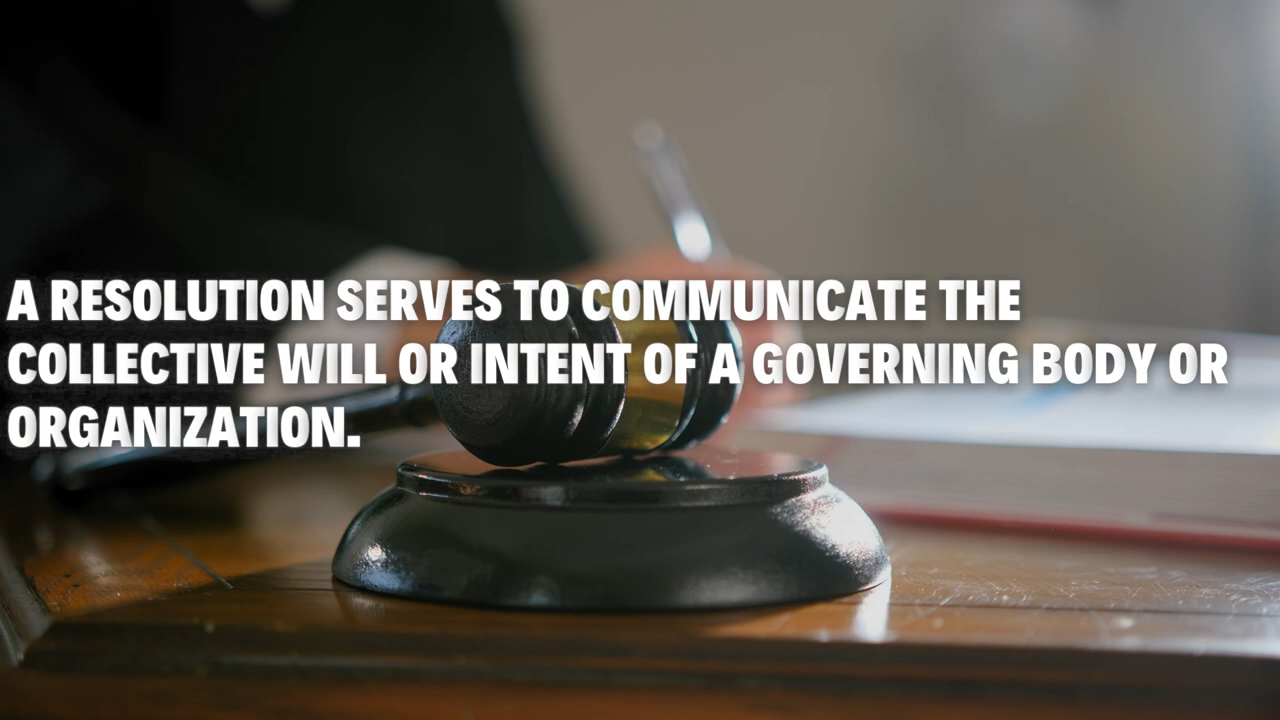 A RESOLUTION SERVES TO COMMUNICATE THE
COLLECTIVE WILL OR INTENT OF A GOVERNING BODY OR
ORGANIZATION.